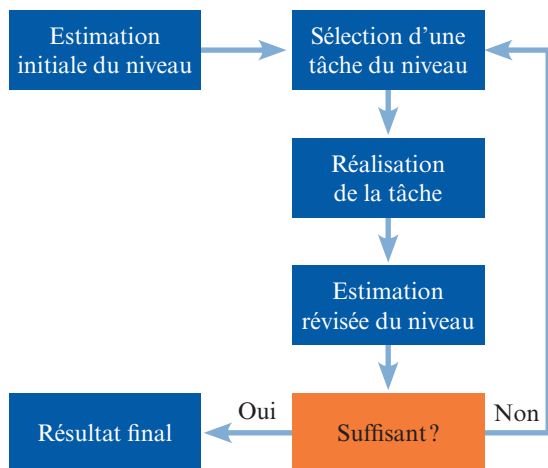 Estimation
initiale du niveau
Sélection d’une
tâche du niveau
Réalisation
de la tâche
Estimation
révisée du niveau
Suffisant ?
Oui
Non
Résultat final